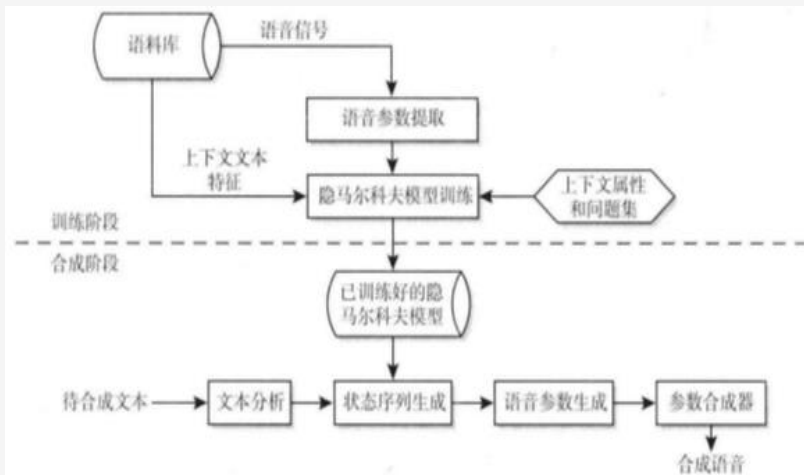 语料库
语音信号
语音参数提取
上下文文本
特征
隐马尔科夫模型训练
上下文属性
和问题集
训练阶段
合成阶段
已训练好的隐
马尔科夫模型
待合成文本
文本分析
状态序列生成
语音参数生成
参数合成器
合成语音